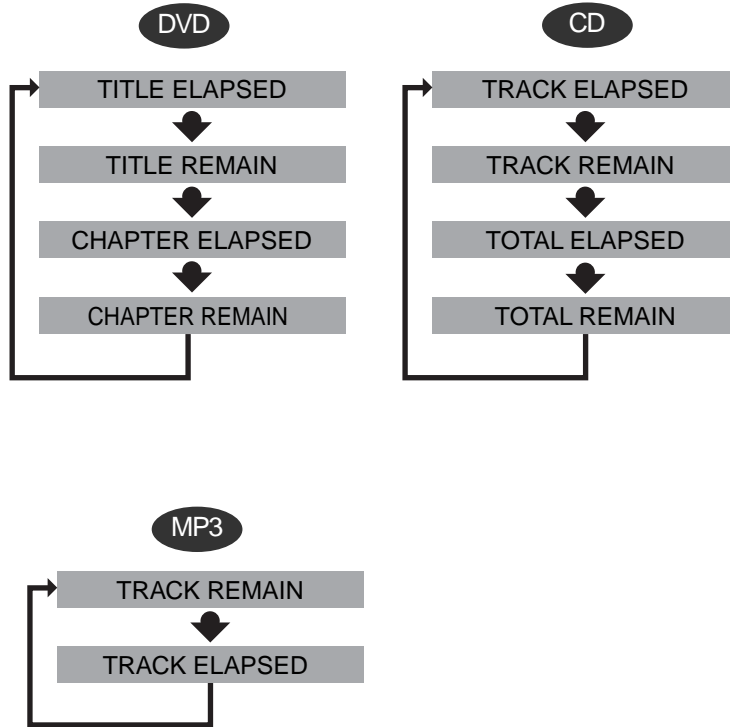 DVD
TITLE ELAPSED
TITLE REMAIN
CHAPTER ELAPSED
CHAPTER REMAIN
CD
TRACK ELAPSED
TRACK REMAIN
TOTAL ELAPSED
TOTAL REMAIN
MP3
TRACK REMAIN
TRACK ELAPSED